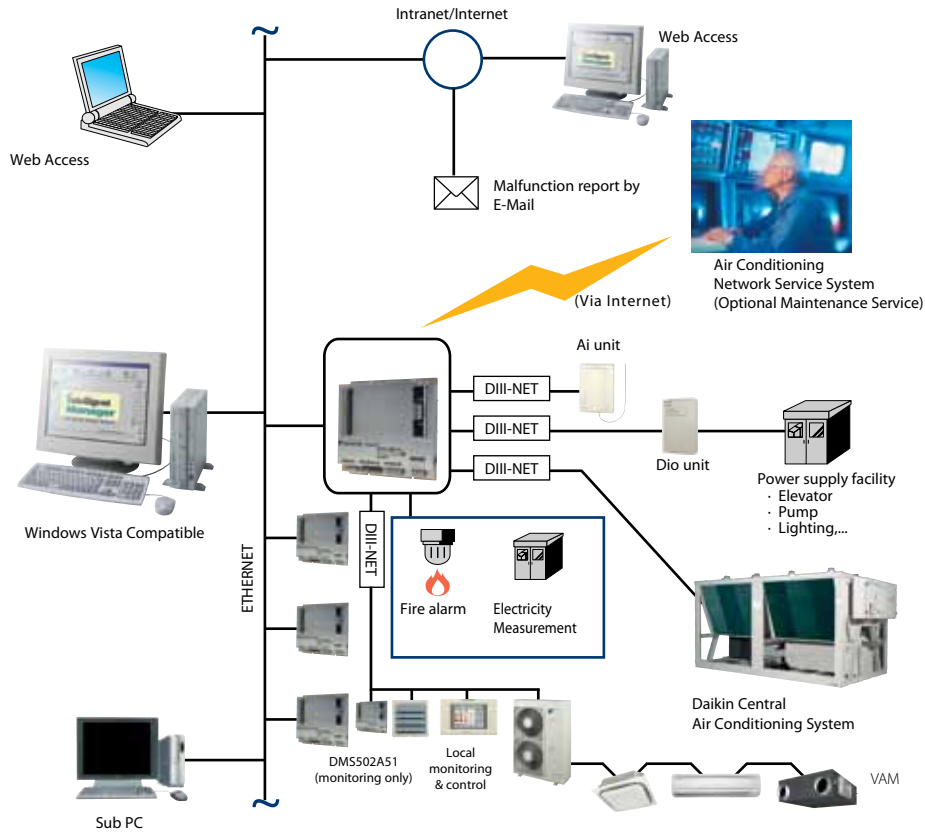 Intranet/Internet
Web Access
Web Access
Malfunction report by
E-Mail
Air Conditioning
Network Service System
(Optional Maintenance Service)
(Via Internet)
Ai unit
DIII-NET
DIII-NET
DIII-NET
Dio unit
Power supply facility
· Elevator
· Pump
· Lighting,...
Intelligent
Manager
Windows Vista Compatible
ETHERNET
DIII-NET
Fire alarm
Electricity
Measurement
Daikin Central
Air Conditioning System
DMS502A51
(monitoring only)
Local
monitoring
& control
VAM
Sub PC